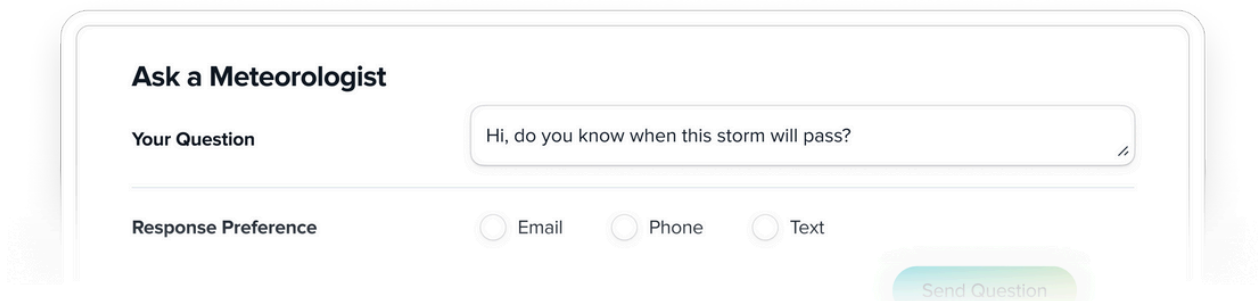 Ask a Meteorologist
Your Question
Hi, do you know when this storm will pass?
Response Preference
Email
Phone
Text
Send Question